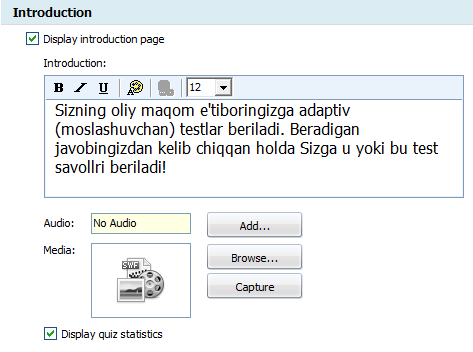 Introduction
Display introduction page
Introduction:
B I U 12
Sizning oliy maqom e'tiboringizga adaptiv
(moslashuvchan) testlar beriladi. Beradigan
javobingizdan kelib chiqqan holda Sizga u yoki bu test
savollri beriladi!
Audio: No Audio Add...
Media: SWF Browse...
Capture
Display quiz statistics